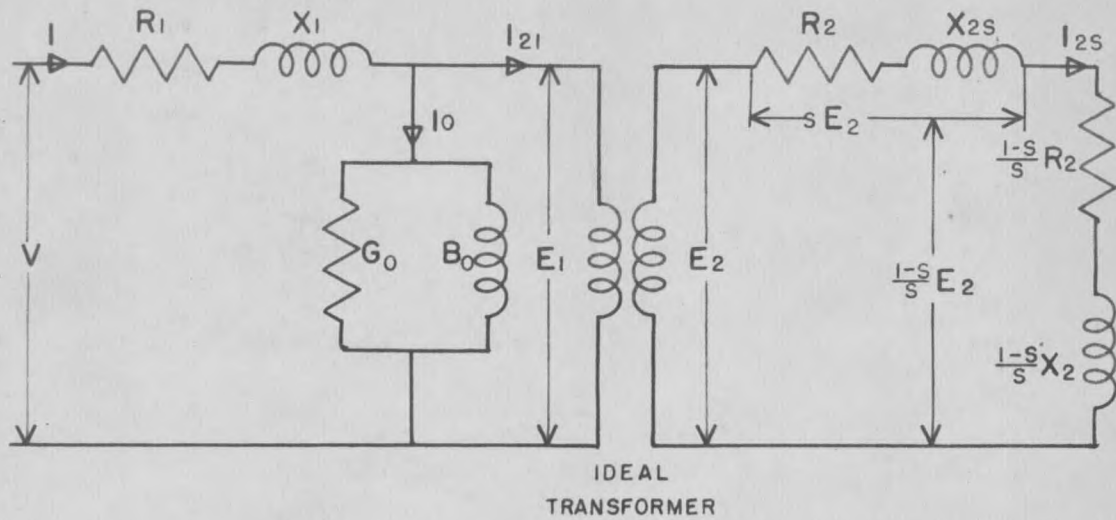 I R₁ X₁ I₂₁ R₂ X₂S I₂S
I₀ S E₂
1-S/S R₂
V G₀ B₀ E₁ E₂ 1-S/S E₂
1-S/S X₂
IDEAL
TRANSFORMER